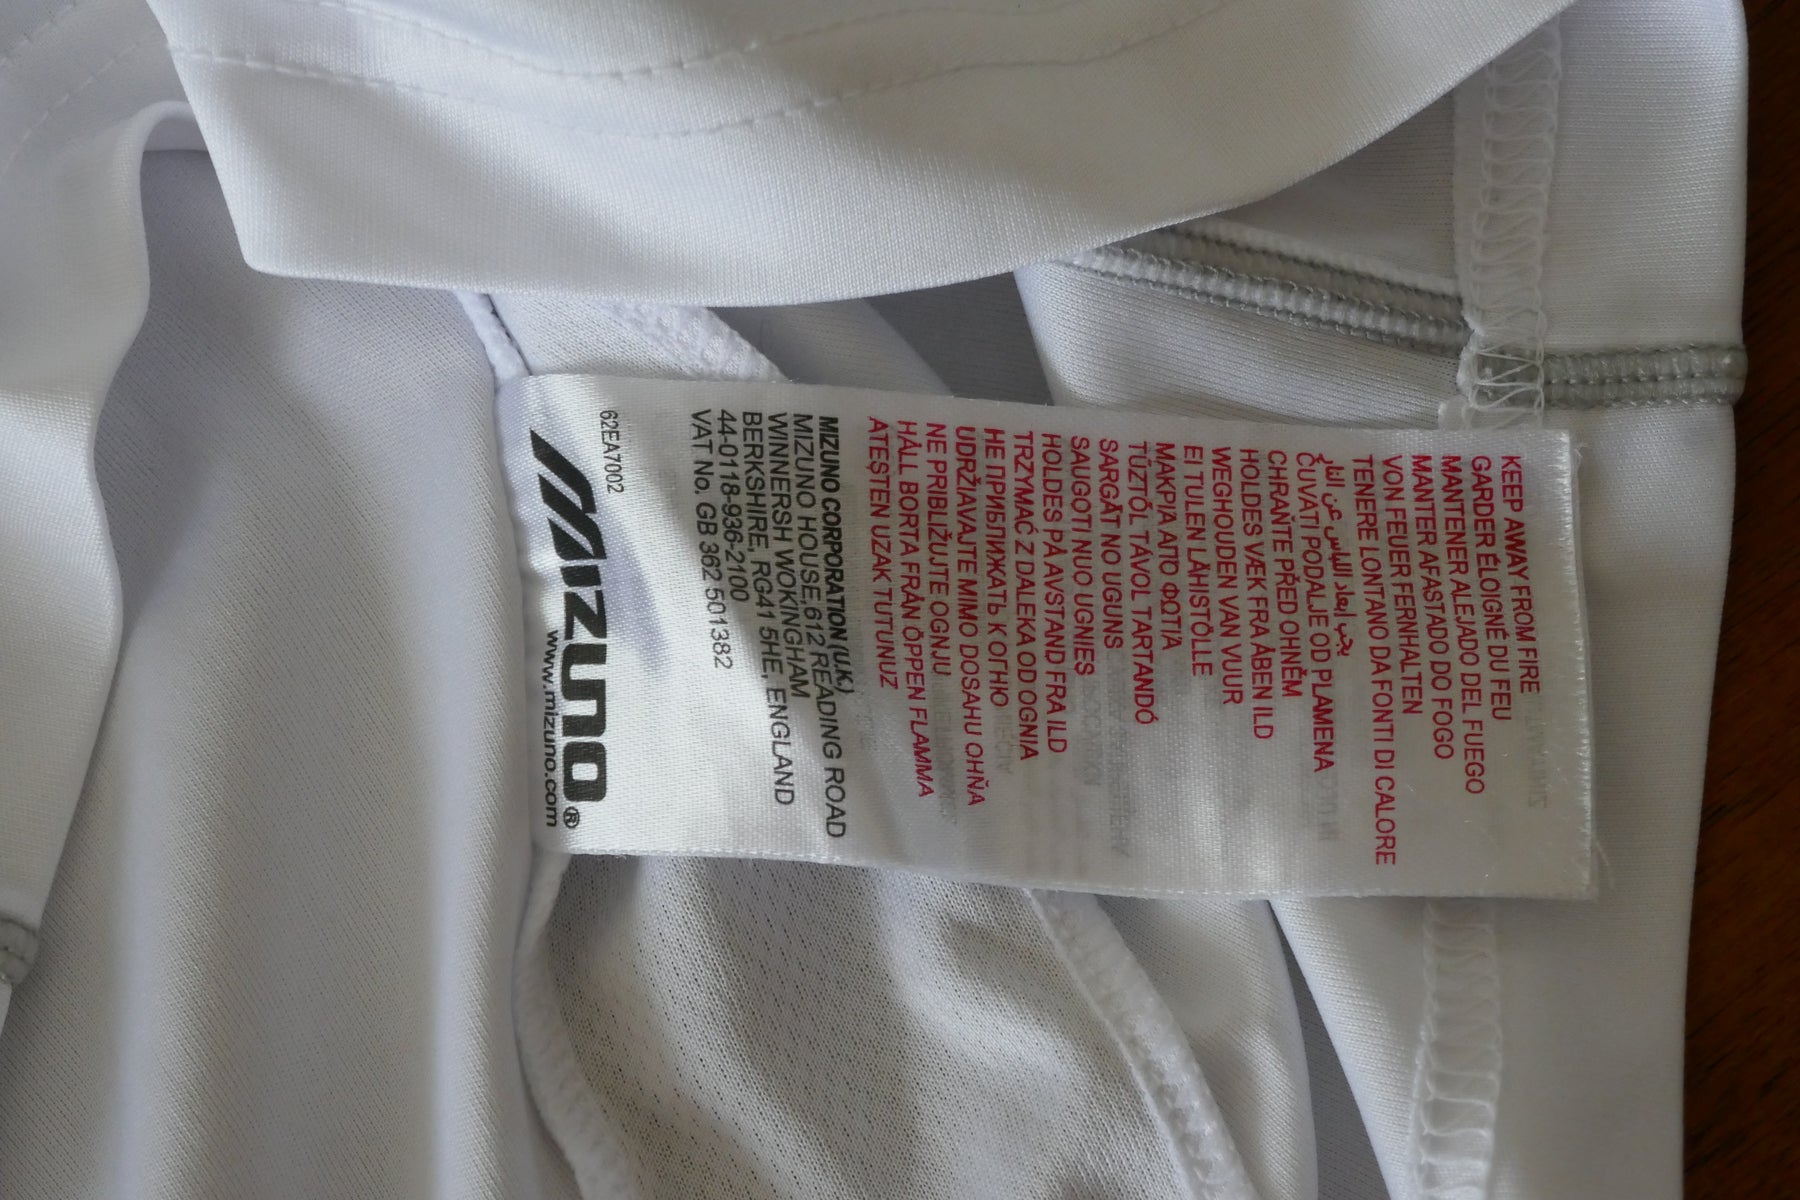 KEEP AWAY FROM FIRE
GARDER ÉLOIGNÉ DU FEU
MANTENER ALEJADO DEL FUEGO
MANTER AFASTADO DO FOGO
VON FEUER FERNHALTEN
TENERE LONTANO DA FONTI DI CALORE
يجب إبعاد اللباس عن النار
ČUVATI PODALJE OD PLAMENA
CHRAŇTE PŘED OHNĚM
HOLDES VÆK FRA ÅBEN ILD
WEGHOUDEN VAN VUUR
EI TULEN LÄHISTÖLLE
ΜΑΚΡΙΑ ΑΠΟ ΦΩΤΙΆ
TŰZTŐL TÁVOL TARTANDÓ
SARGĀT NO UGUNS
SAUGOTI NUO UGNIES
HOLDES PÅ AVSTAND FRA ILD
TRZYMAĆ Z DALEKA OD OGNIA
НЕ ПРИБЛИЖАТЬ К ОГНЮ
UDRŽIAVAJTE MIMO DOSAHU OHŇA
NE PRIBLIŽUJTE OGNJU
HÅLL BORTA FRÅN ÖPPEN FLAMMA
ATEŞTEN UZAK TUTUNUZ
MIZUNO CORPORATION (U.K.)
MIZUNO HOUSE, 612 READING ROAD
WINNERSH WOKINGHAM
BERKSHIRE, RG41 5HE, ENGLAND
44-0118-936-2100
VAT No. GB 362 501382
62EA7002
MIZUNO®
www.mizuno.com